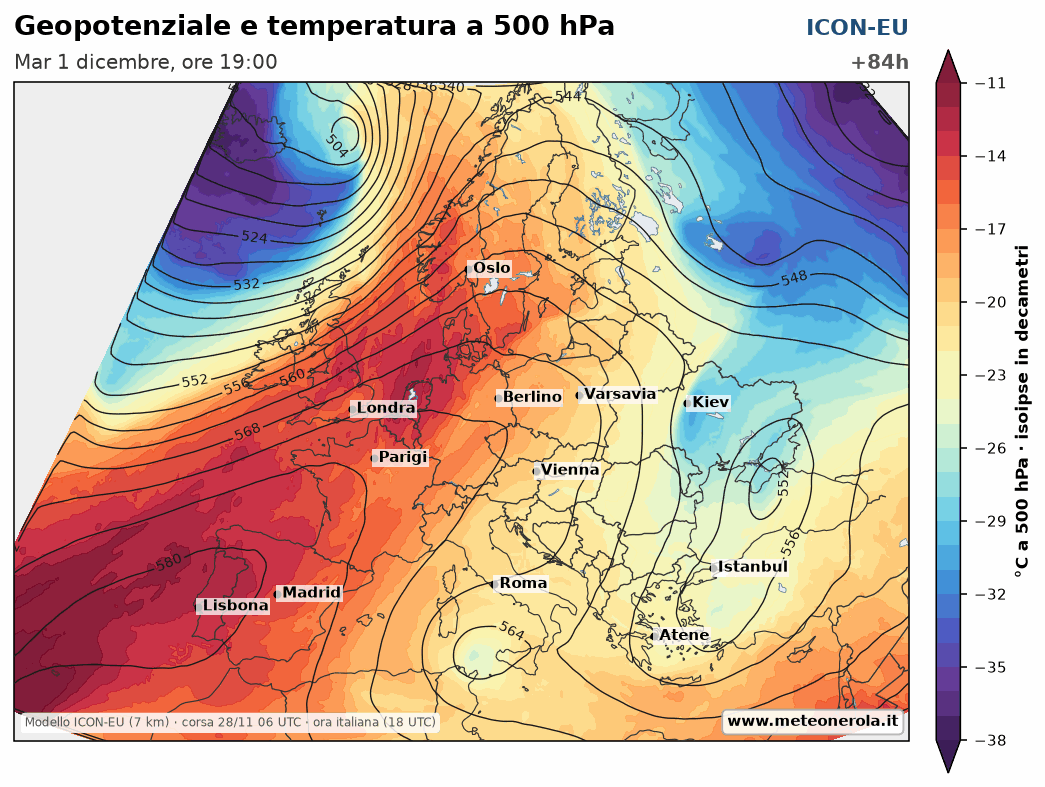 Geopotenziale e temperatura a 500 hPa
ICON-EU
Mar 1 dicembre, ore 19:00
+84h
540
544
504
524
532
548
552
556
560
568
580
564
552
556
Oslo
Londra
Berlino
Varsavia
Kiev
Parigi
Vienna
Lisbona
Madrid
Roma
Istanbul
Atene
−11
−14
−17
−20
−23
−26
−29
−32
−35
−38
°C a 500 hPa · isoipse in decametri
Modello ICON-EU (7 km) · corsa 28/11 06 UTC · ora italiana (18 UTC)
www.meteonerola.it